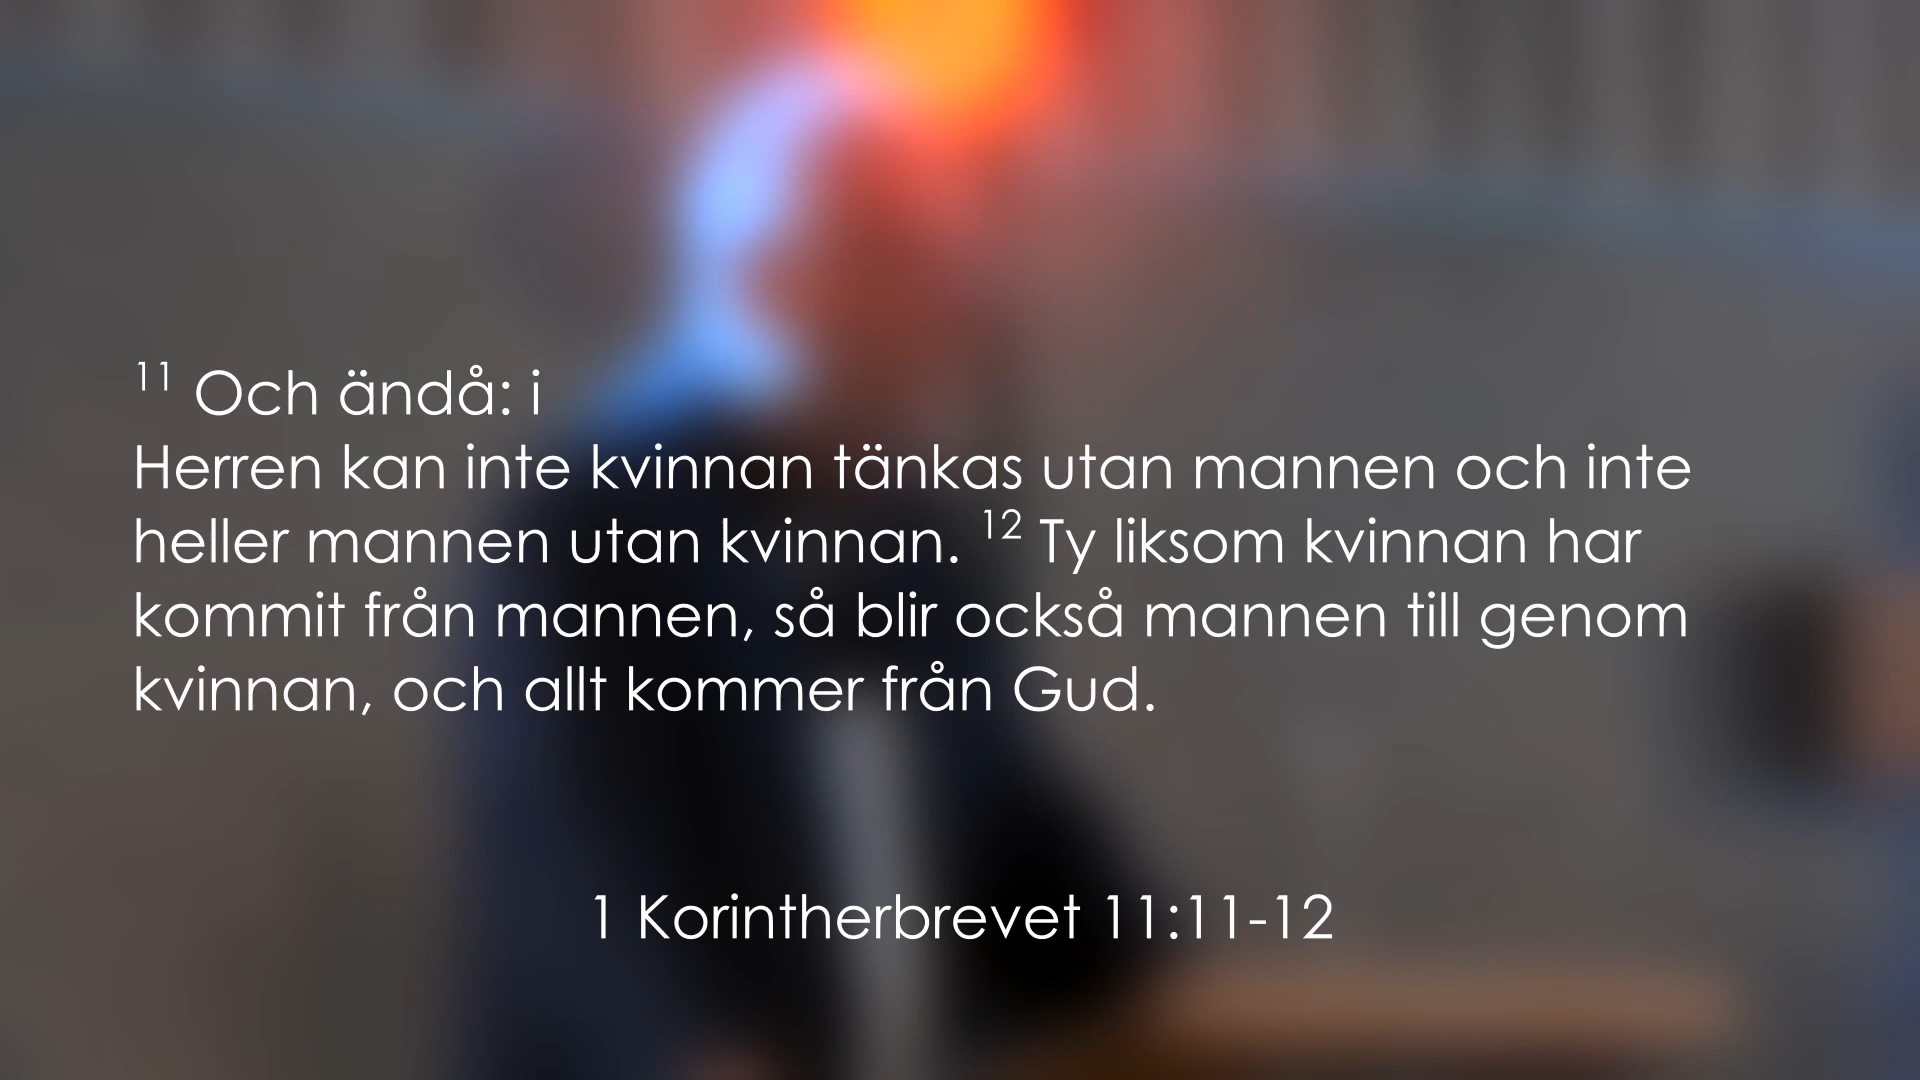 11 Och ändå: i
Herren kan inte kvinnan tänkas utan mannen och inte
heller mannen utan kvinnan. 12 Ty liksom kvinnan har
kommit från mannen, så blir också mannen till genom
kvinnan, och allt kommer från Gud.
1 Korintherbrevet 11:11-12